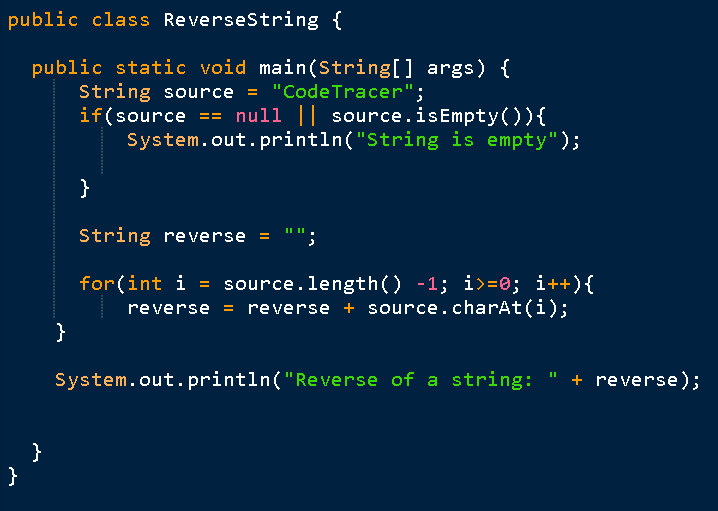 public class ReverseString {
public static void main(String[] args) {
String source = "CodeTracer";
if(source == null || source.isEmpty()){
System.out.println("String is empty");
}
String reverse = "";
for(int i = source.length() -1; i>=0; i++){
reverse = reverse + source.charAt(i);
}
System.out.println("Reverse of a string: " + reverse);
}
}